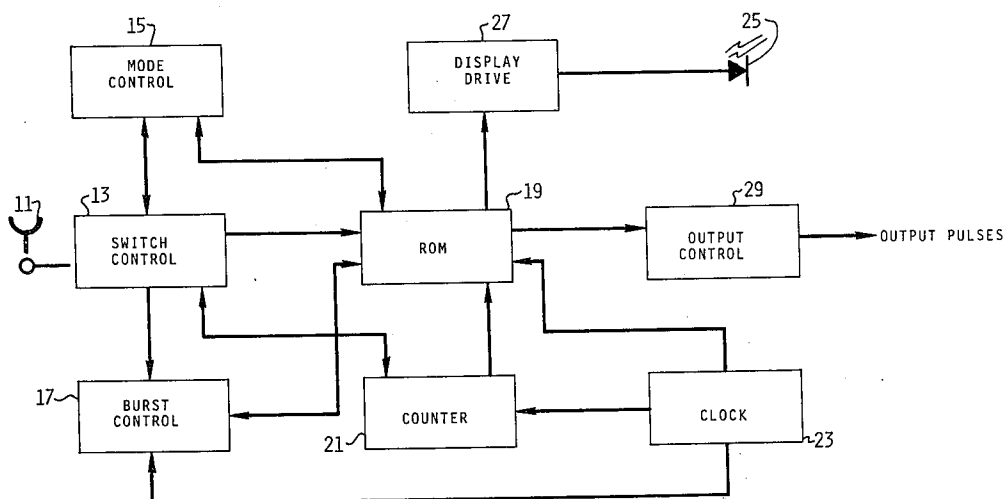 15
MODE
CONTROL
27
DISPLAY
DRIVE
25
11
13
SWITCH
CONTROL
19
ROM
29
OUTPUT
CONTROL
OUTPUT PULSES
17
BURST
CONTROL
21
COUNTER
CLOCK
23